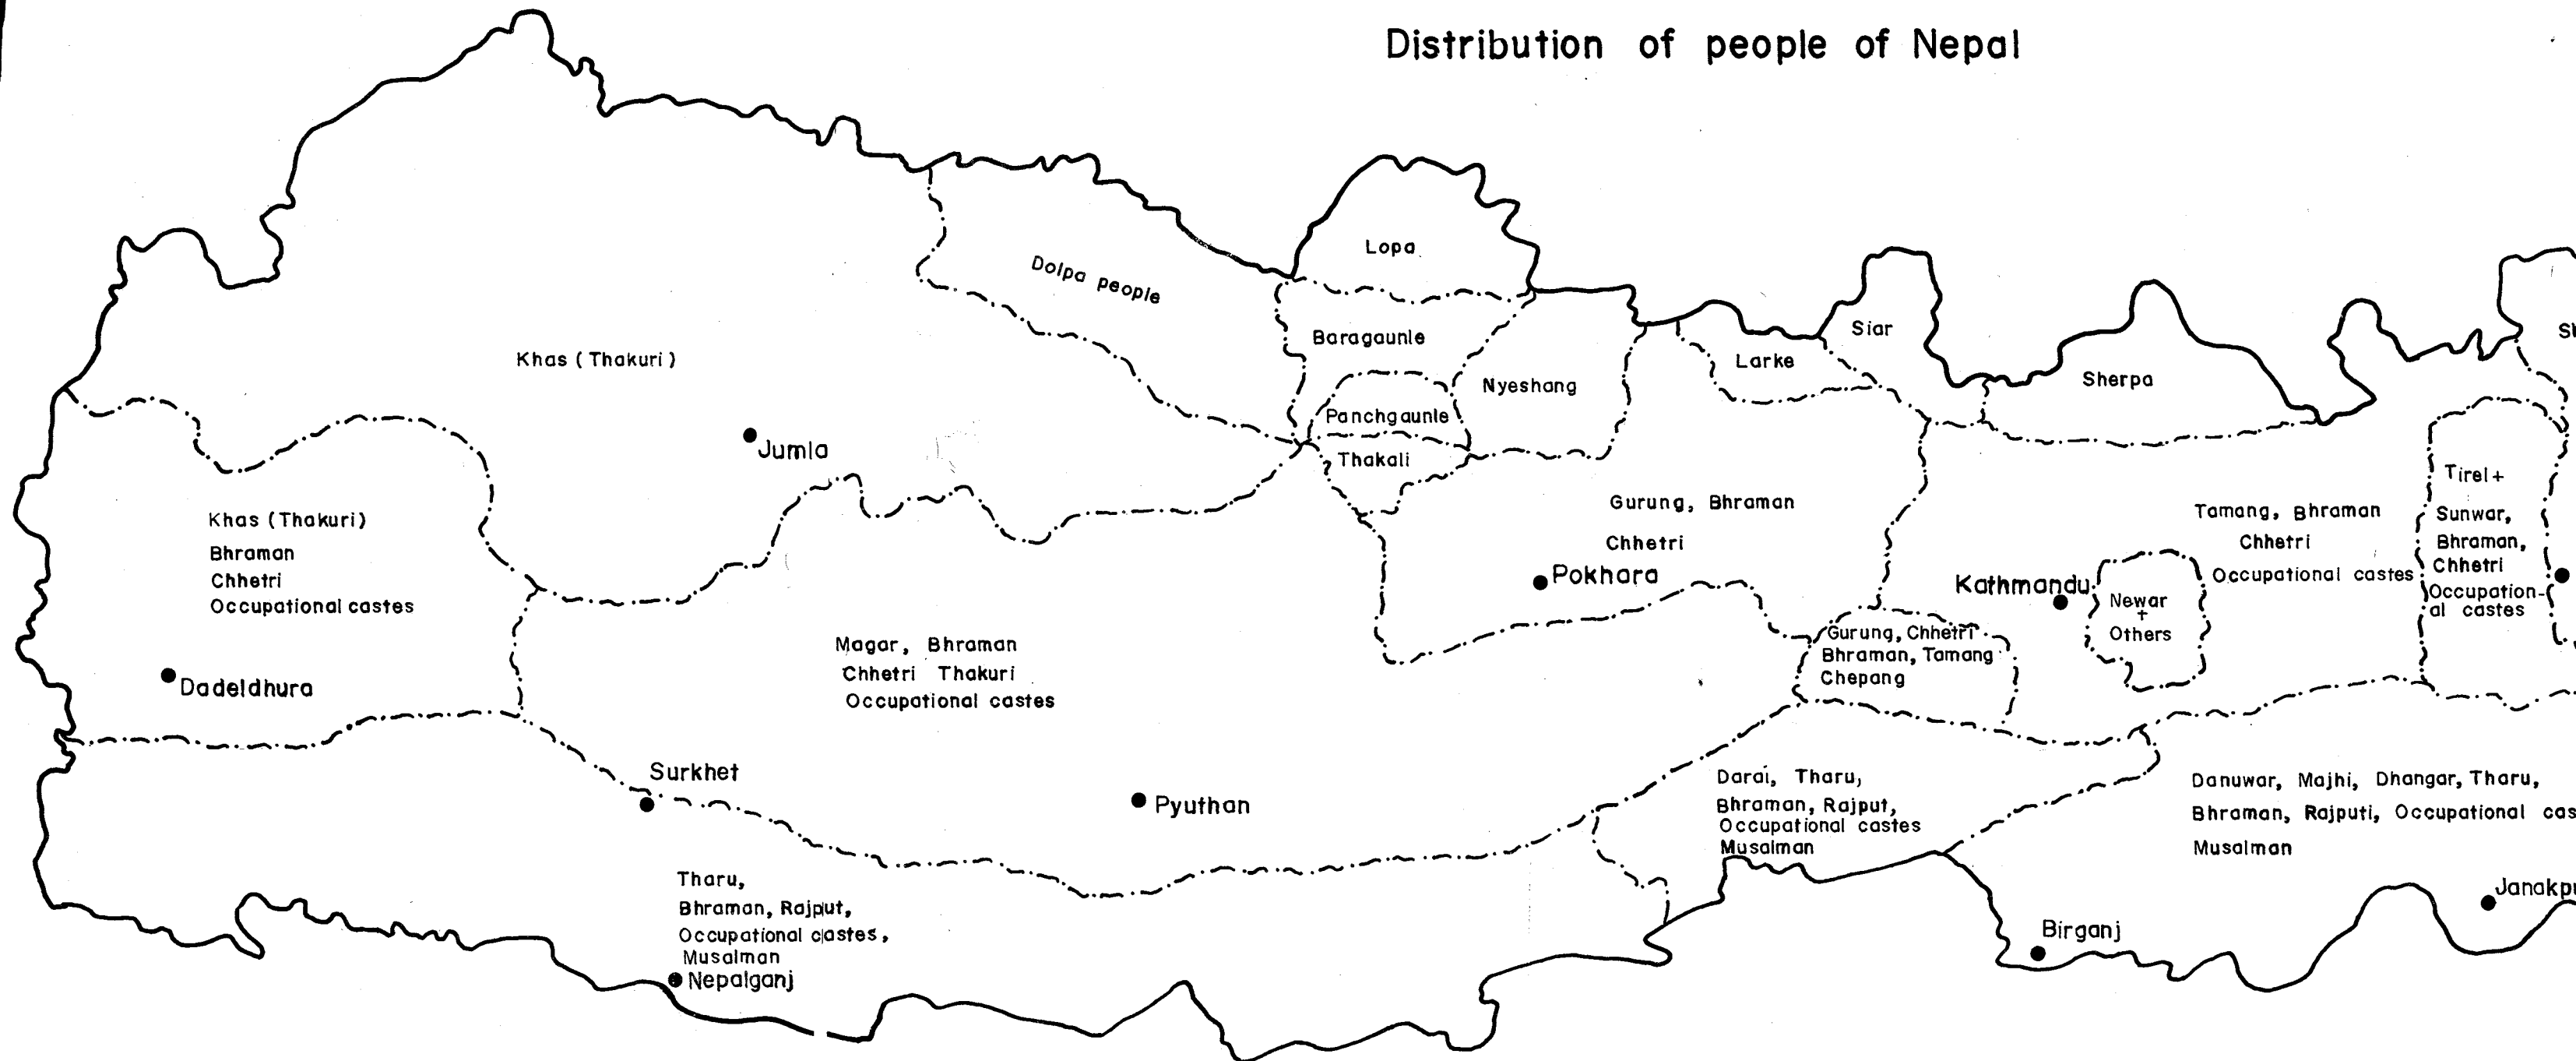 Distribution of people of Nepal
Lopa
Dolpa people
Baragaunle
Siar
Khas (Thakuri)
Larke
Nyeshang
Sherpa
Panchgaunle
Jumla
Thakali
Tirel+
Sunwar,
Bhraman,
Chhetri
Occupation-
al castes
Gurung, Bhraman
Chhetri
Tamang, Bhraman
Chhetri
Occupational castes
Khas (Thakuri)
Bhraman
Chhetri
Occupational castes
Pokhara
Kathmandu
Newar
+
Others
Gurung, Chhetri
Bhraman, Tamang
Chepang
Magar, Bhraman
Chhetri Thakuri
Occupational castes
Dadeldhura
Surkhet
Pyuthan
Darai, Tharu,
Bhraman, Rajput,
Occupational castes
Musalman
Danuwar, Majhi, Dhangar, Tharu,
Bhraman, Rajputi, Occupational cas
Musalman
Tharu,
Bhraman, Rajput,
Occupational castes,
Musalman
Nepalganj
Janakpu
Birganj